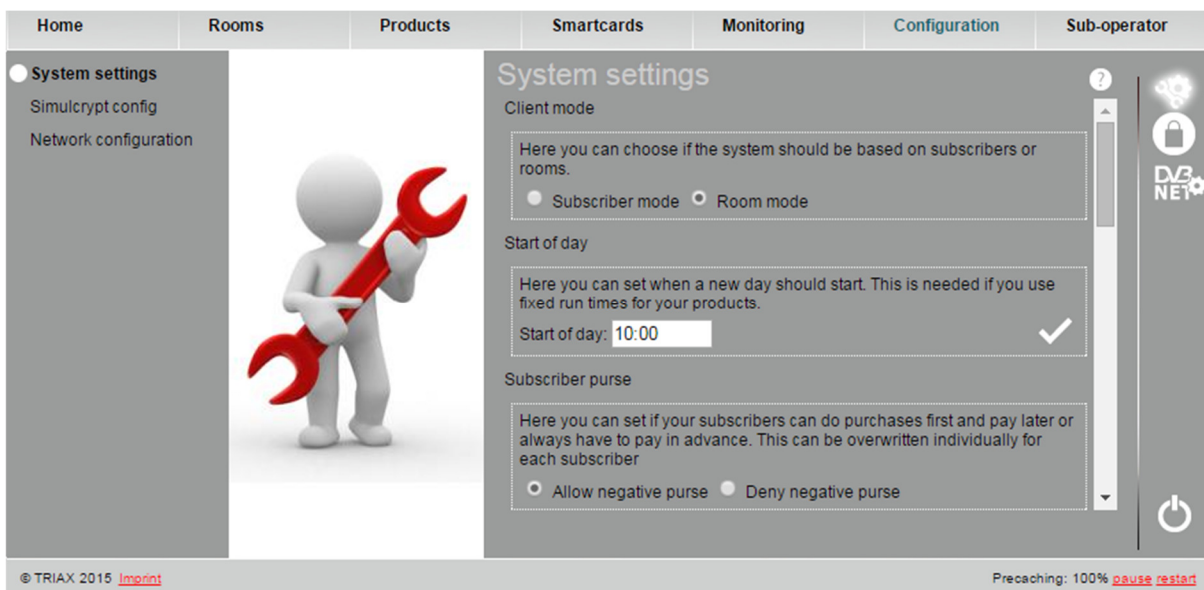 Home Rooms Products Smartcards Monitoring Configuration Sub-operator
System settings
Simulcrypt config
Network configuration
System settings
?
Client mode
Here you can choose if the system should be based on subscribers or
rooms.
Subscriber mode Room mode
Start of day
Here you can set when a new day should start. This is needed if you use
fixed run times for your products.
Start of day: 10:00
Subscriber purse
Here you can set if your subscribers can do purchases first and pay later or
always have to pay in advance. This can be overwritten individually for
each subscriber
Allow negative purse Deny negative purse
DVB
NET
© TRIAX 2015 Imprint
Precaching: 100% pause restart